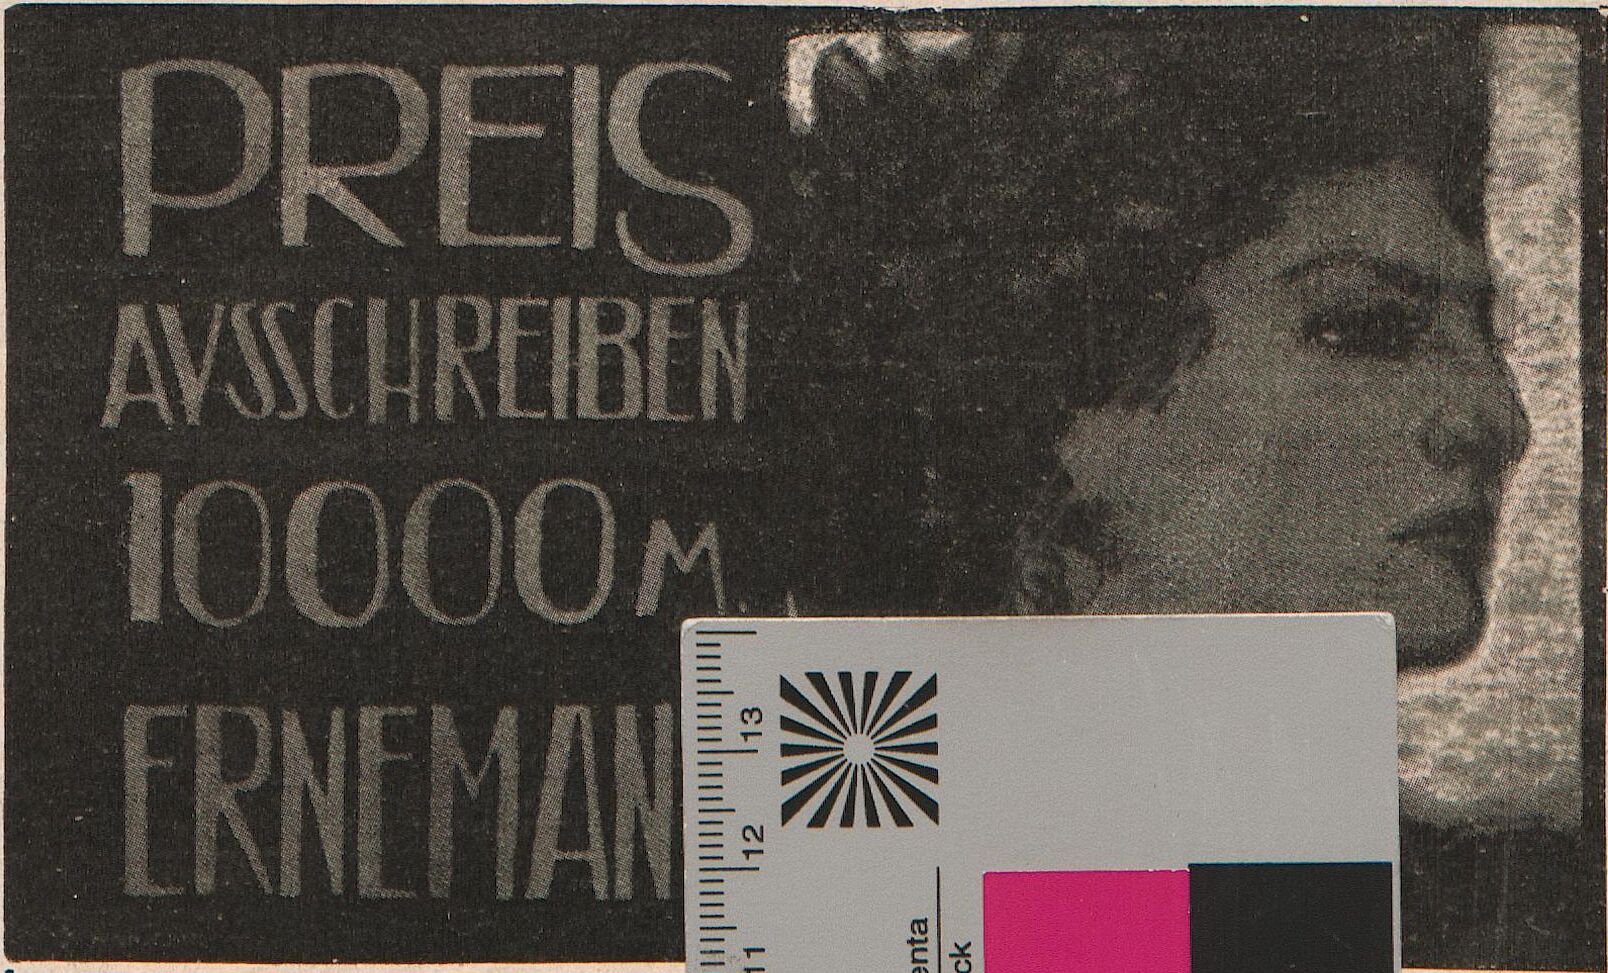 PREIS
AVSSCHREIBEN
10000 M.
ERNEMAN
13
12
11
enta
ck